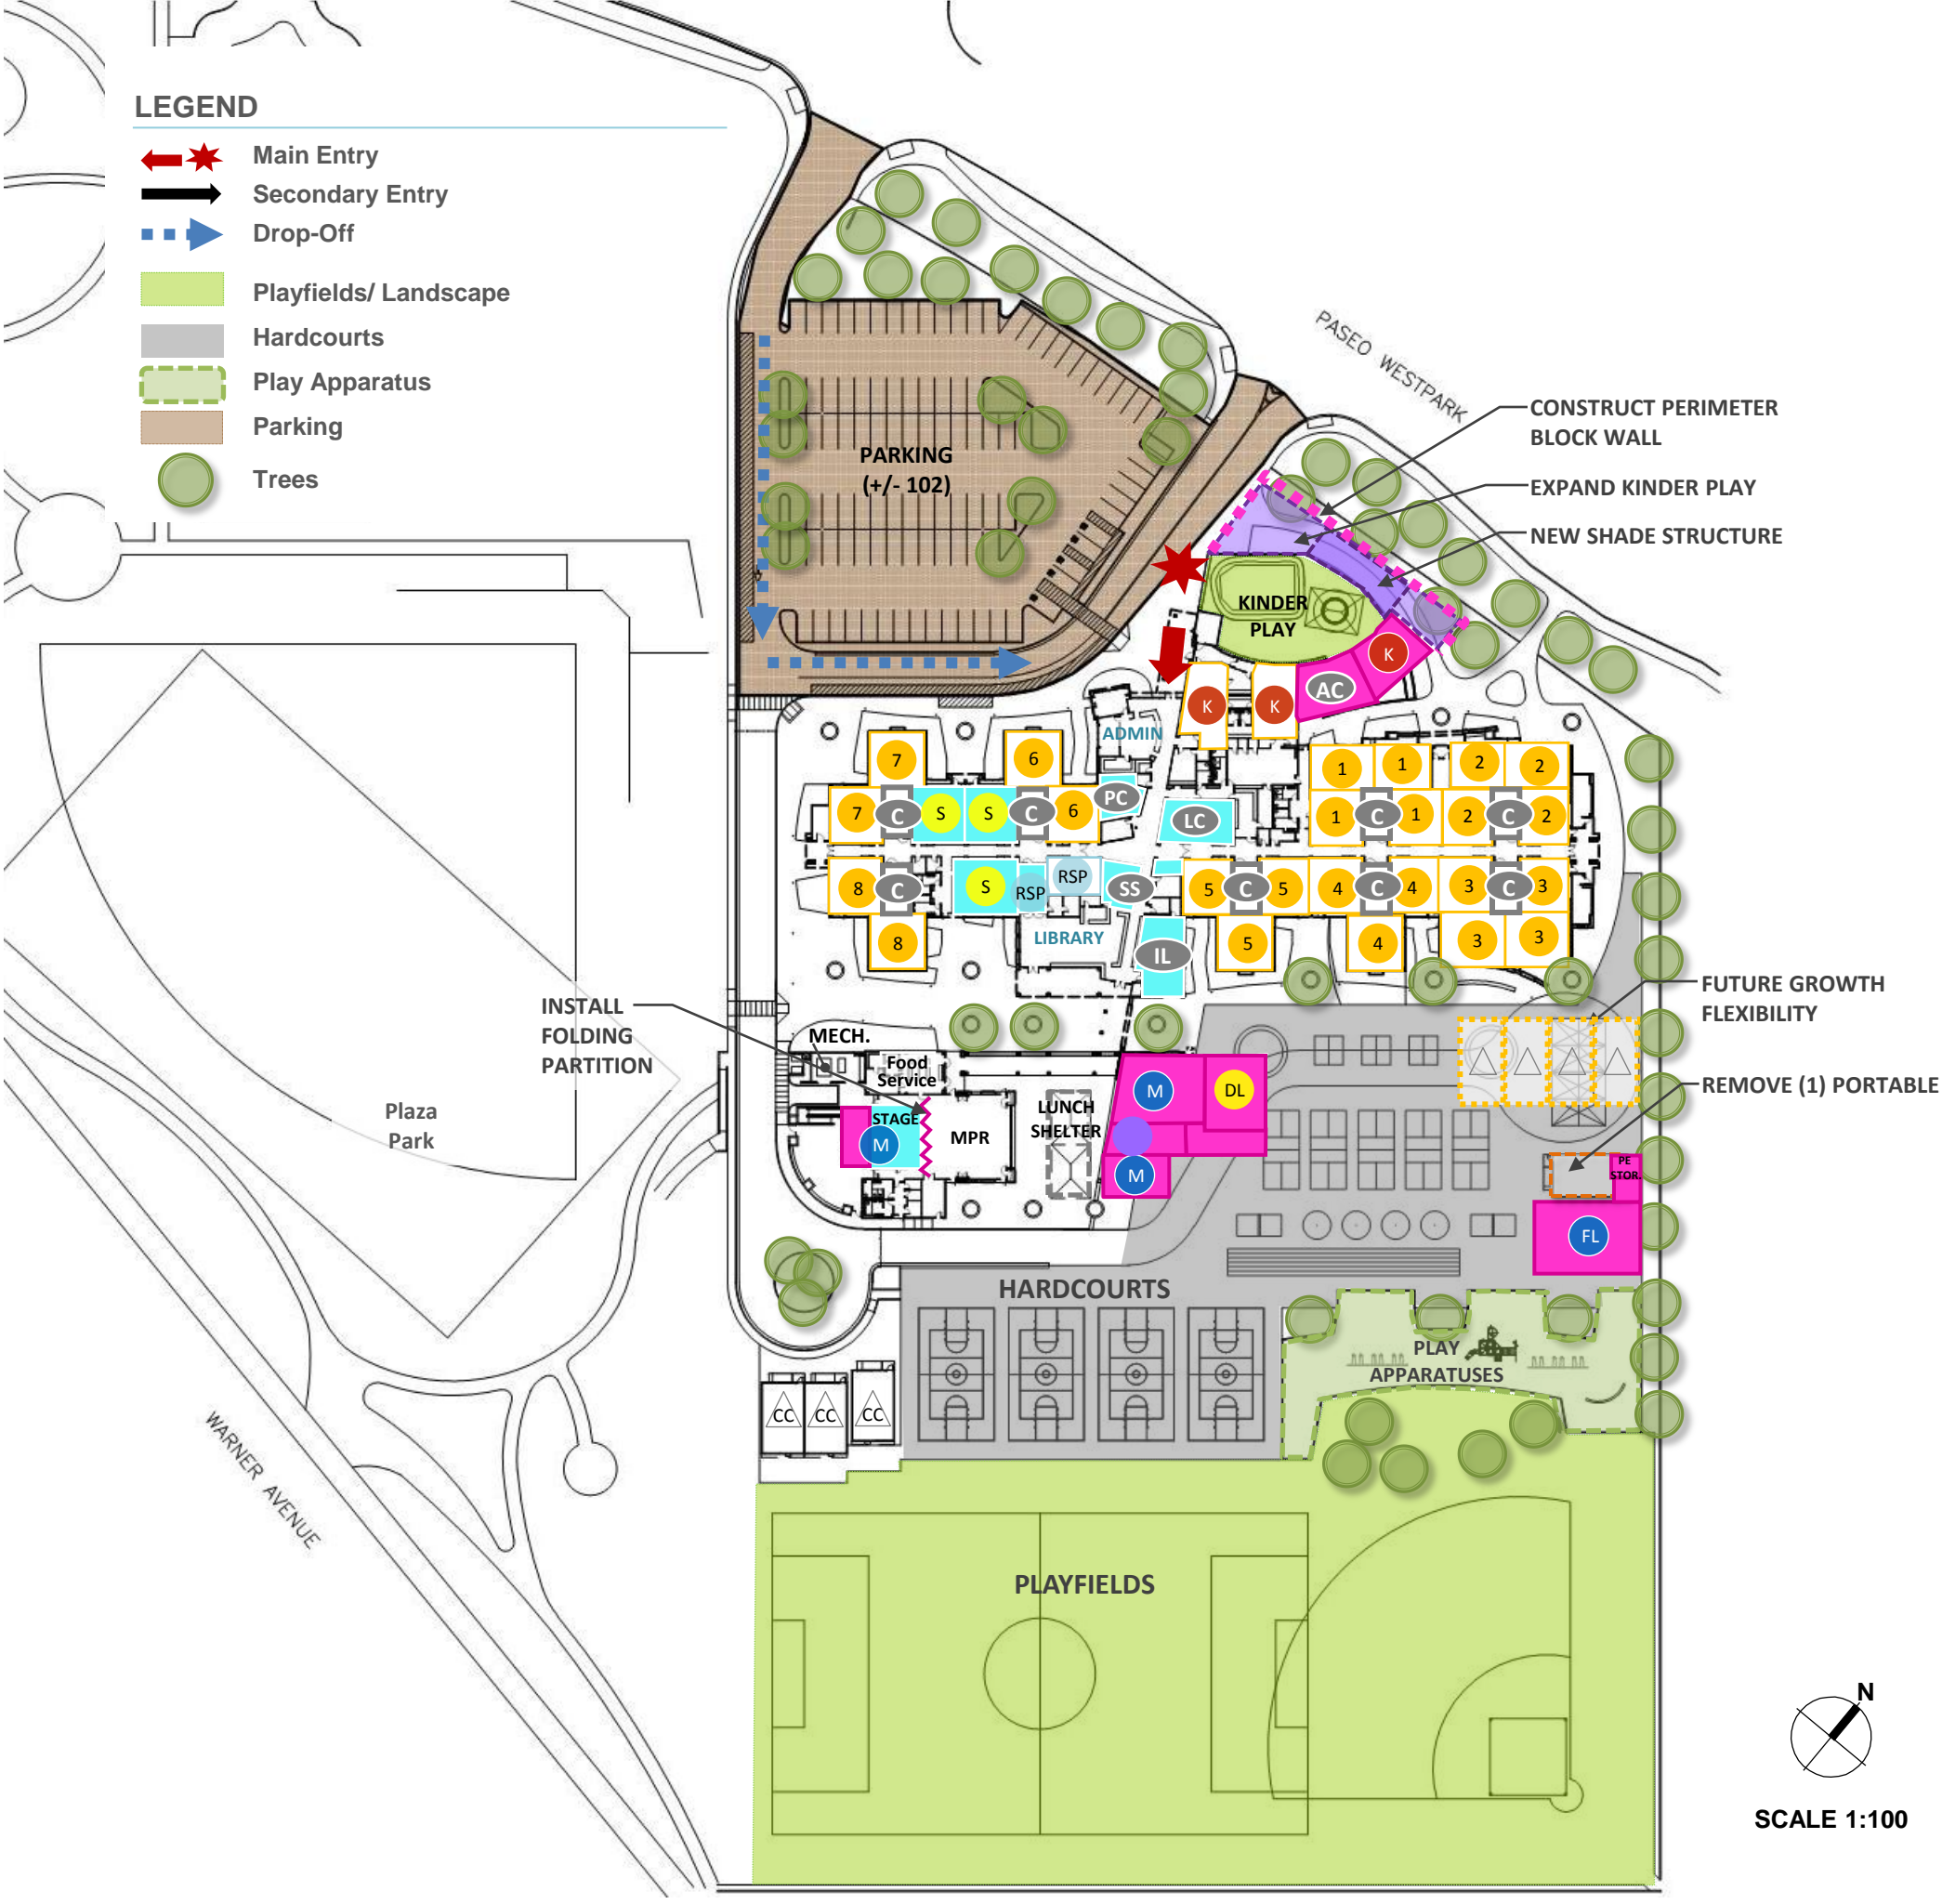 LEGEND
Main Entry
Secondary Entry
Drop-Off
Playfields/ Landscape
Hardcourts
Play Apparatus
Parking
Trees
PASEO WESTPARK
CONSTRUCT PERIMETER
BLOCK WALL
EXPAND KINDER PLAY
NEW SHADE STRUCTURE
PARKING
(+/- 102)
KINDER
PLAY
K
AC
K
K
ADMIN
7
6
1
1
2
2
7
C
S
S
C
6
PC
LC
1
C
1
2
C
2
8
C
S
RSP
RSP
SS
5
C
5
4
C
4
3
C
3
8
LIBRARY
IL
5
4
3
3
FUTURE GROWTH
FLEXIBILITY
INSTALL
FOLDING
PARTITION
MECH.
Food
Service
STAGE
M
MPR
LUNCH
SHELTER
M
DL
M
REMOVE (1) PORTABLE
PE
STOR.
FL
Plaza
Park
HARDCOURTS
PLAY
APPARATUSES
CC
CC
CC
WARNER AVENUE
PLAYFIELDS
N
SCALE 1:100